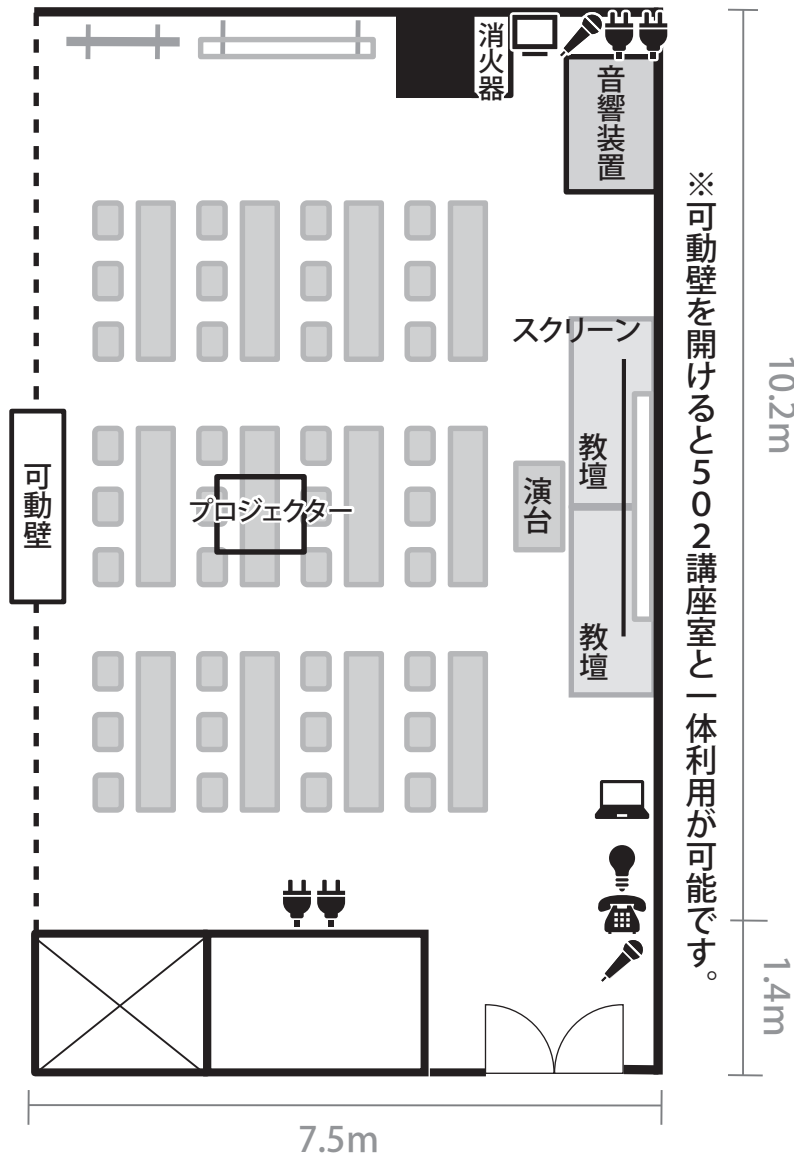 消火器
音響装置
スクリーン
教壇
演台
教壇
可動壁
プロジェクター
※可動壁を開けると502講座室と一体利用が可能です。
10.2m
1.4m
7.5m